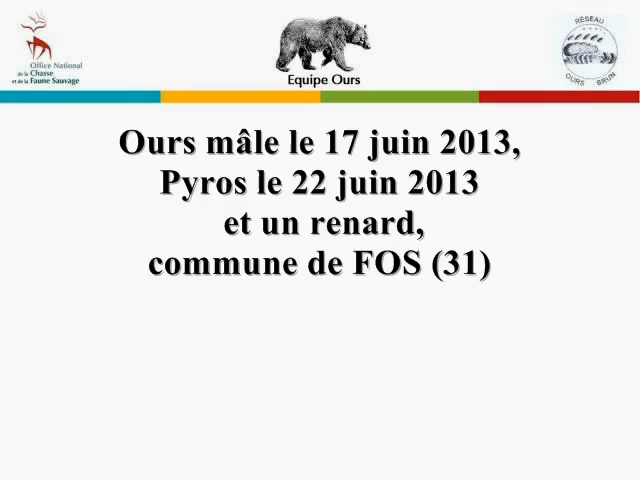 Office National
de la Chasse
et de la Faune Sauvage
Equipe Ours
RÉSEAU
OURS BRUN
Ours mâle le 17 juin 2013,
Pyros le 22 juin 2013
et un renard,
commune de FOS (31)